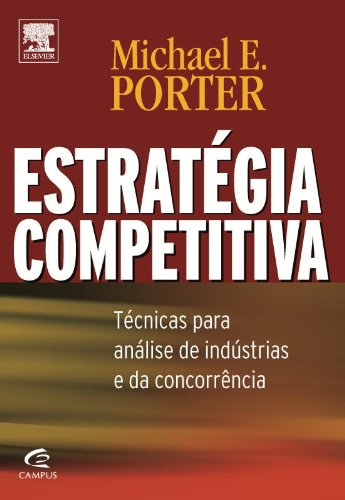 ELSEVIER
Michael E.
PORTER
ESTRATÉGIA
COMPETITIVA
Técnicas para
análise de indústrias
e da concorrência
CAMPUS